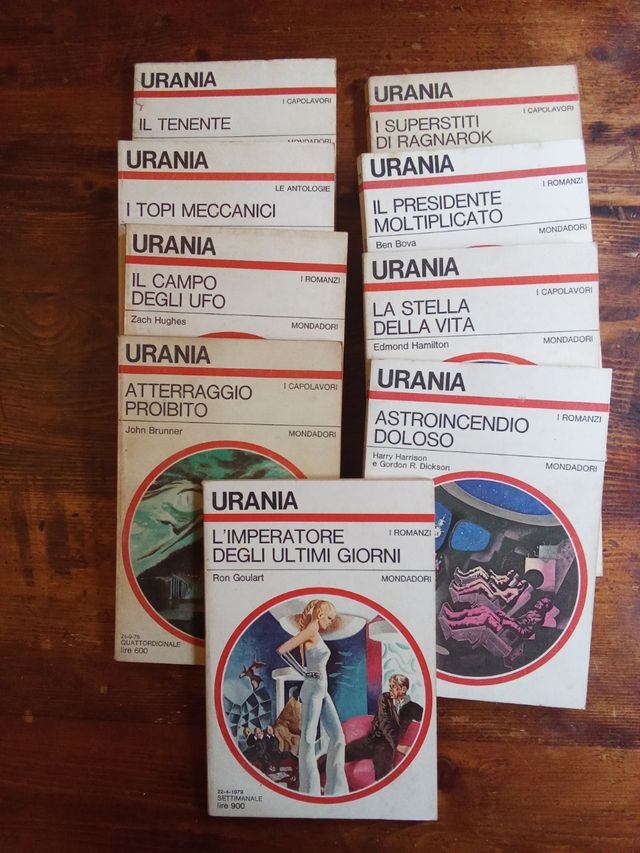 URANIA
I CAPOLAVORI
IL TENENTE
MONDADORI
URANIA
LE ANTOLOGIE
I TOPI MECCANICI
URANIA
I ROMANZI
IL CAMPO
DEGLI UFO
Zach Hughes
MONDADORI
URANIA
I CAPOLAVORI
ATTERRAGGIO
PROIBITO
John Brunner
MONDADORI
QUATTORDICINALE
lire 600
URANIA
I CAPOLAVORI
I SUPERSTITI
DI RAGNAROK
URANIA
I ROMANZI
IL PRESIDENTE
MOLTIPLICATO
Ben Bova
MONDADORI
URANIA
I CAPOLAVORI
LA STELLA
DELLA VITA
Edmond Hamilton
MONDADORI
URANIA
I ROMANZI
ASTROINCENDIO
DOLOSO
Harry Harrison
e Gordon R. Dickson
MONDADORI
URANIA
I ROMANZI
L'IMPERATORE
DEGLI ULTIMI GIORNI
Ron Goulart
MONDADORI
22-4-1979
SETTIMANALE
lire 900